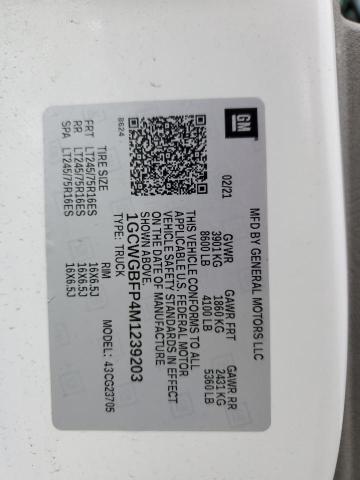 GM
MFD BY GENERAL MOTORS LLC
02/21
GVWR GAWR FRT GAWR RR
3901 KG 1860 KG 2431 KG
8600 LB 4100 LB 5360 LB
THIS VEHICLE CONFORMS TO ALL
APPLICABLE U.S. FEDERAL MOTOR
VEHICLE SAFETY STANDARDS IN EFFECT
ON THE DATE OF MANUFACTURE
SHOWN ABOVE.
1GCWGBFP4M1239203
TYPE: TRUCK
MODEL: 43CG23705
8624
TIRE SIZE RIM
FRT LT245/75R16ES 16X6.5J
RR LT245/75R16ES 16X6.5J
SPA LT245/75R16ES 16X6.5J